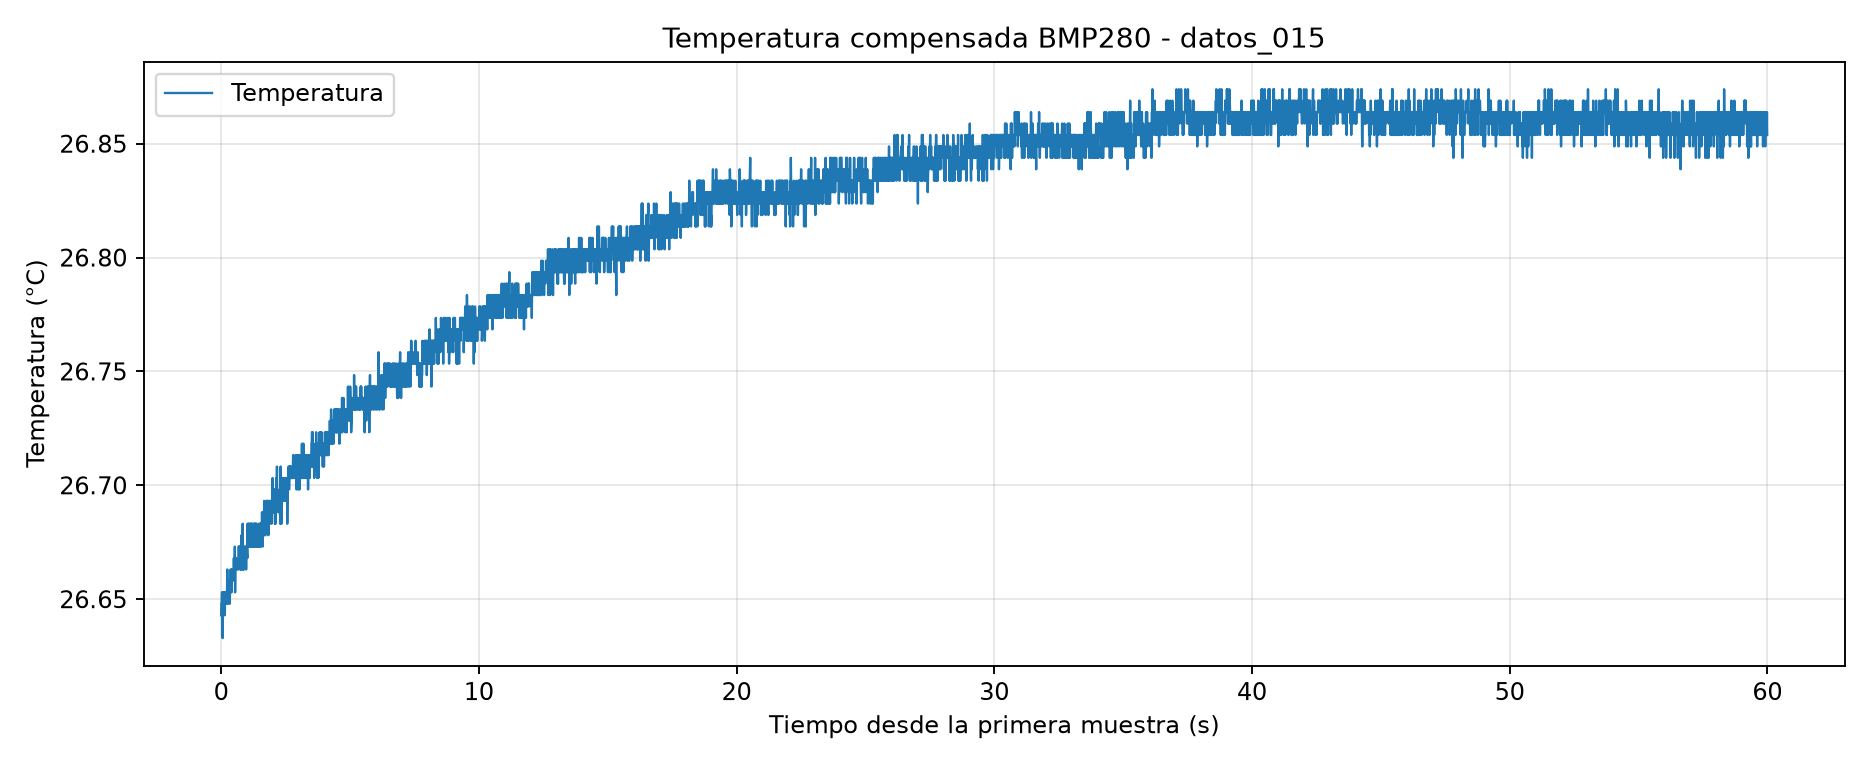 Temperatura compensada BMP280 - datos_015
Temperatura
Temperatura (°C)
26.85
26.80
26.75
26.70
26.65
0 10 20 30 40 50 60
Tiempo desde la primera muestra (s)